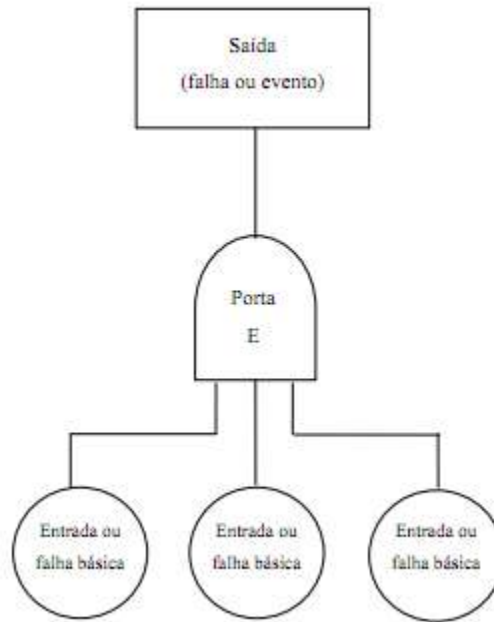 Saída
(falha ou evento)
Porta
E
Entrada ou
falha básica
Entrada ou
falha básica
Entrada ou
falha básica